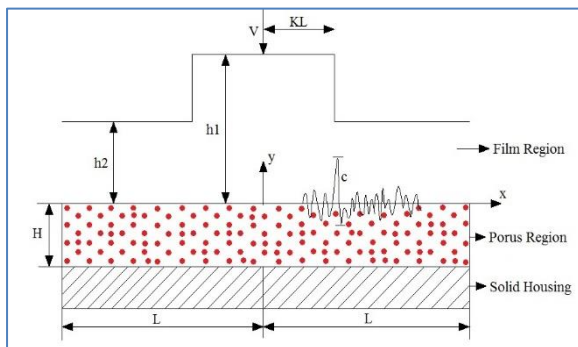 KL
V
h1
h2
Film Region
y
c
x
H
Porus Region
Solid Housing
L
L